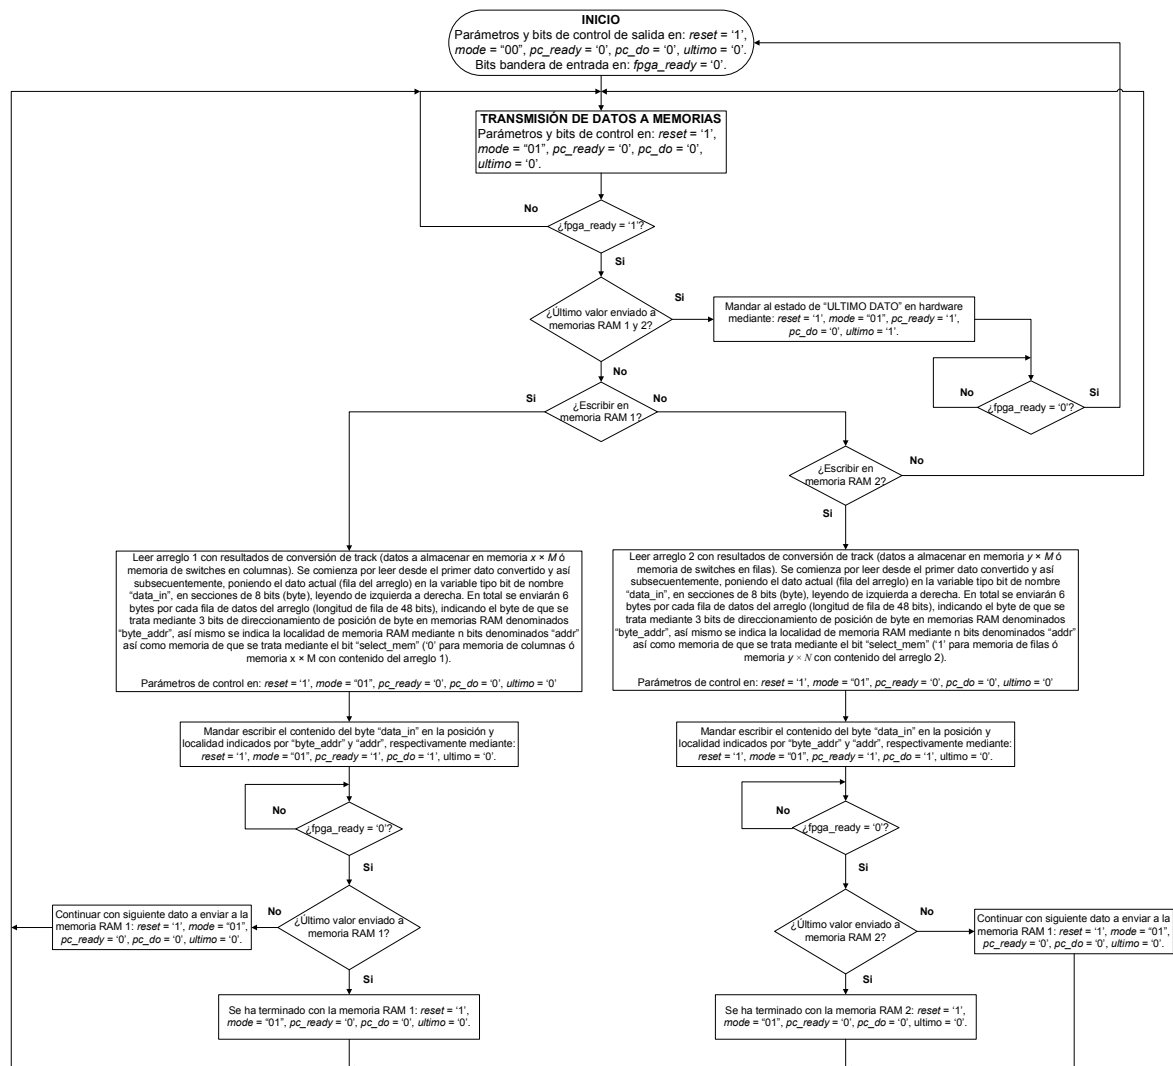 INICIO
Parámetros y bits de control de salida en: reset = ‘1’,
mode = “00”, pc_ready = ‘0’, pc_do = ‘0’, ultimo = ‘0’.
Bits bandera de entrada en: fpga_ready = ‘0’.
TRANSMISIÓN DE DATOS A MEMORIAS
Parámetros y bits de control en: reset = ‘1’,
mode = “01”, pc_ready = ‘0’, pc_do = ‘0’,
ultimo = ‘0’.
No
¿fpga_ready = ‘1’?
Si
¿Último valor enviado a
memorias RAM 1 y 2?
Si
Mandar al estado de “ULTIMO DATO” en hardware
mediante: reset = ‘1’, mode = “01”, pc_ready = ‘1’,
pc_do = ‘0’, ultimo = ‘1’.
No
No
¿fpga_ready = ‘0’?
Si
Si
¿Escribir en
memoria RAM 1?
No
¿Escribir en
memoria RAM 2?
No
Si
Leer arreglo 1 con resultados de conversión de track (datos a almacenar en memoria x × M ó
memoria de switches en columnas). Se comienza por leer desde el primer dato convertido y así
subsecuentemente, poniendo el dato actual (fila del arreglo) en la variable tipo bit de nombre
“data_in”, en secciones de 8 bits (byte), leyendo de izquierda a derecha. En total se enviarán 6
bytes por cada fila de datos del arreglo (longitud de fila de 48 bits), indicando el byte de que se
trata mediante 3 bits de direccionamiento de posición de byte en memorias RAM denominados
“byte_addr”, así mismo se indica la localidad de memoria RAM mediante n bits denominados “addr”
así como memoria de que se trata mediante el bit “select_mem” (‘0’ para memoria de columnas ó
memoria x × M con contenido del arreglo 1).
Parámetros de control en: reset = ‘1’, mode = “01”, pc_ready = ‘0’, pc_do = ‘0’, ultimo = ‘0’
Leer arreglo 2 con resultados de conversión de track (datos a almacenar en memoria y × M ó
memoria de switches en filas). Se comienza por leer desde el primer dato convertido y así
subsecuentemente, poniendo el dato actual (fila del arreglo) en la variable tipo bit de nombre
“data_in”, en secciones de 8 bits (byte), leyendo de izquierda a derecha. En total se enviarán 6
bytes por cada fila de datos del arreglo (longitud de fila de 48 bits), indicando el byte de que se
trata mediante 3 bits de direccionamiento de posición de byte en memorias RAM denominados
“byte_addr”, así mismo se indica la localidad de memoria RAM mediante n bits denominados “addr”
así como memoria de que se trata mediante el bit “select_mem” (‘1’ para memoria de filas ó
memoria y × N con contenido del arreglo 2).
Parámetros de control en: reset = ‘1’, mode = “01”, pc_ready = ‘0’, pc_do = ‘0’, ultimo = ‘0’
Mandar escribir el contenido del byte “data_in” en la posición y
localidad indicados por “byte_addr” y “addr”, respectivamente mediante:
reset = ‘1’, mode = “01”, pc_ready = ‘1’, pc_do = ‘1’, ultimo = ‘0’.
Mandar escribir el contenido del byte “data_in” en la posición y
localidad indicados por “byte_addr” y “addr”, respectivamente mediante:
reset = ‘1’, mode = “01”, pc_ready = ‘1’, pc_do = ‘1’, ultimo = ‘0’.
No
¿fpga_ready = ‘0’?
Si
No
¿fpga_ready = ‘0’?
Si
Continuar con siguiente dato a enviar a la
memoria RAM 1: reset = ‘1’, mode = “01”,
pc_ready = ‘0’, pc_do = ‘0’, ultimo = ‘0’.
No
¿Último valor enviado a
memoria RAM 1?
Si
¿Último valor enviado a
memoria RAM 2?
No
Continuar con siguiente dato a enviar a la
memoria RAM 1: reset = ‘1’, mode = “01”,
pc_ready = ‘0’, pc_do = ‘0’, ultimo = ‘0’.
Si
Se ha terminado con la memoria RAM 1: reset = ‘1’,
mode = “01”, pc_ready = ‘0’, pc_do = ‘0’, ultimo = ‘0’.
Se ha terminado con la memoria RAM 2: reset = ‘1’,
mode = “01”, pc_ready = ‘0’, pc_do = ‘0’, ultimo = ‘0’.